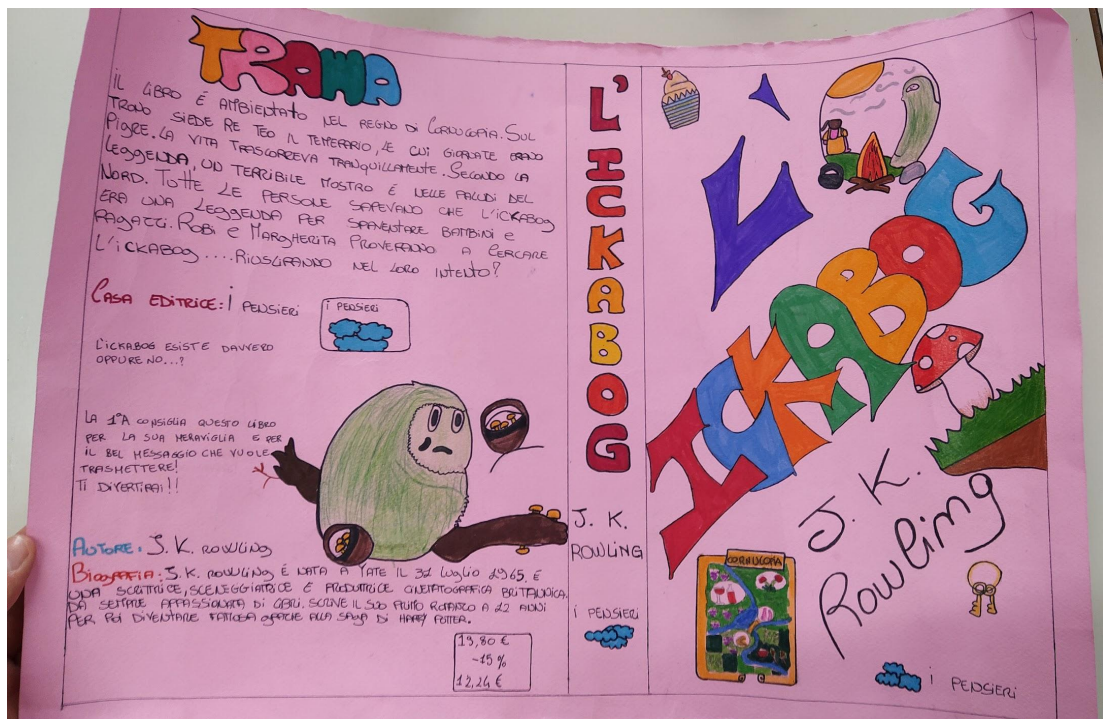 TRAMA
IL LIBRO È AMBIENTATO NEL REGNO DI CORNUCOPIA. SUL
TRONO SIEDE RE TEO IL TEMERARIO, LE CUI GIORNATE ERANO
PIGRE. LA VITA TRASCORREVA TRANQUILLAMENTE. SECONDO LA
LEGGENDA, UN TERRIBILE MOSTRO È NELLE PALUDI DEL
NORD. TUTTE LE PERSONE SAPEVANO CHE L'ICKABOG
ERA UNA LEGGENDA PER SPAVENTARE BAMBINI E
RAGAZZI. ROBI E MARGHERITA PROVERANNO A CERCARE
L'ICKABOG.... RIUSCIRANNO NEL LORO INTENTO?
CASA EDITRICE: i PENSIERI
i PENSIERI
L'ICKABOG ESISTE DAVVERO
OPPURE NO...?
LA 1ªA CONSIGLIA QUESTO LIBRO
PER LA SUA MERAVIGLIA E PER
IL BEL MESSAGGIO CHE VUOLE
TRASMETTERE!
TI DIVERTIRAI!!
AUTORE: J. K. ROWLING
BIOGRAFIA: J. K. ROWLING È NATA A YATE IL 31 LUGLIO 1965. È
UNA SCRITTRICE, SCENEGGIATRICE E PRODUTTRICE CINEMATOGRAFICA BRITANNICA.
DA SEMPRE APPASSIONATA DI LIBRI. SCRIVE IL SUO PRIMO ROMANZO A 12 ANNI
PER POI DIVENTARE FAMOSA GRAZIE ALLA SAGA DI HARRY POTTER.
19,80 €
-15 %
12,24 €
L'ICKABOG
J. K.
ROWLING
i PENSIERI
L'
ICKABOG
J. K.
Rowling
CORNUCOPIA
i PENSIERI